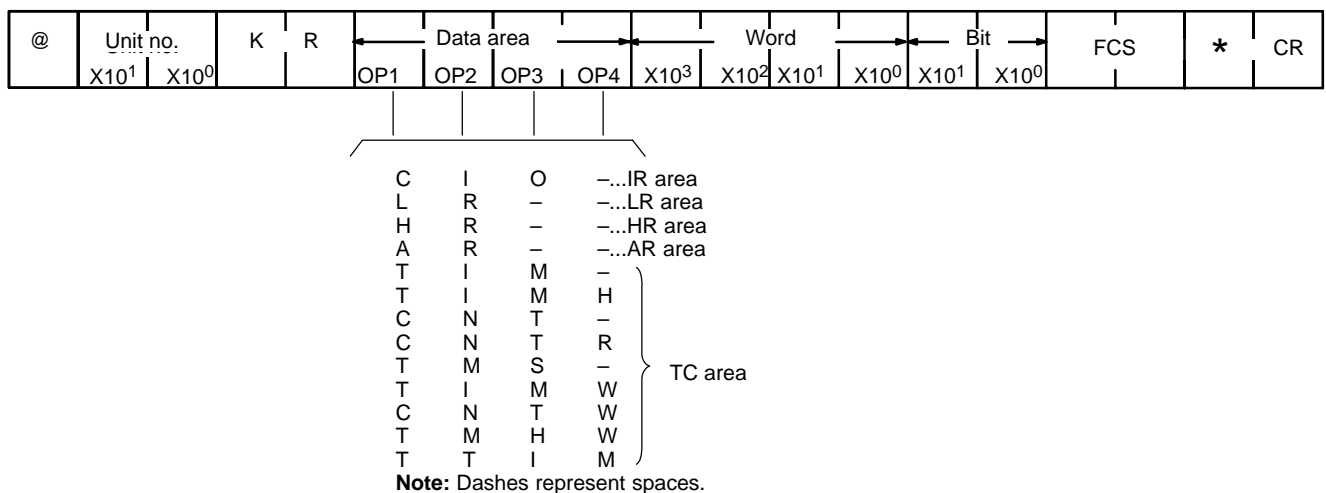 @ Unit no. K R Data area Word Bit FCS * CR
X10¹ X10⁰ OP1 OP2 OP3 OP4 X10³ X10² X10¹ X10⁰ X10¹ X10⁰
C I O –...IR area
L R – –...LR area
H R – –...HR area
A R – –...AR area
T I M –
T I M H
C N T –
C N T R
T M S –
TC area
T I M W
C N T W
T M H W
T T I M
Note: Dashes represent spaces.